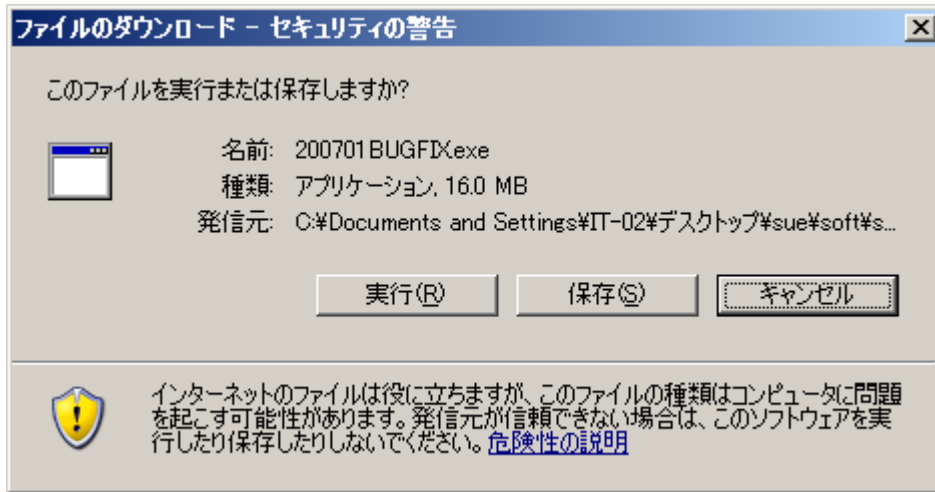 ファイルのダウンロード - セキュリティの警告
このファイルを実行または保存しますか?
名前: 200701BUGFIX.exe
種類: アプリケーション, 16.0 MB
発信元: C:¥Documents and Settings¥IT-02¥デスクトップ¥sue¥soft¥s...
実行(R) 保存(S) キャンセル
インターネットのファイルは役に立ちますが、このファイルの種類はコンピュータに問題
を起こす可能性があります。発信元が信頼できない場合は、このソフトウェアを実
行したり保存したりしないでください。危険性の説明